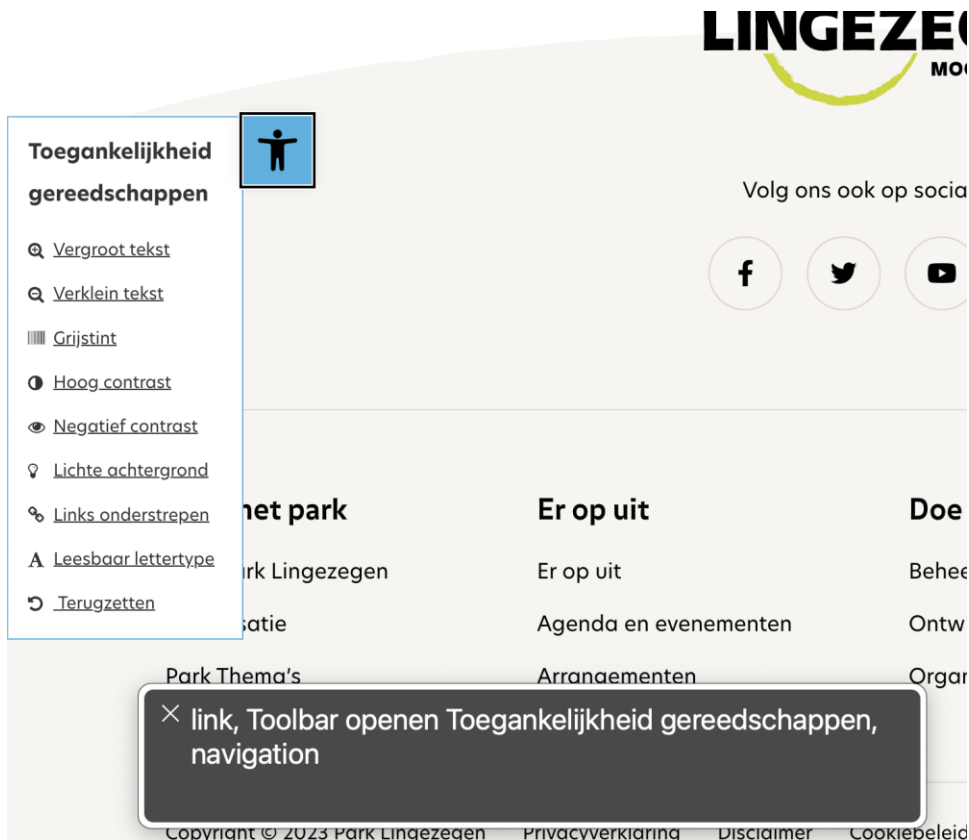 LINGEZE
MOO
Toegankelijkheid
gereedschappen
Vergroot tekst
Verklein tekst
Grijstint
Hoog contrast
Negatief contrast
Lichte achtergrond
Links onderstrepen
Leesbaar lettertype
Terugzetten
Volg ons ook op socia
het park
rk Lingezegen
satie
Park Thema's
Er op uit
Er op uit
Agenda en evenementen
Arrangementen
Doe
Behee
Ontw
Organ
link, Toolbar openen Toegankelijkheid gereedschappen,
navigation
Copyright © 2023 Park Lingezegen Privacyverklaring Disclaimer Cookiebeleid